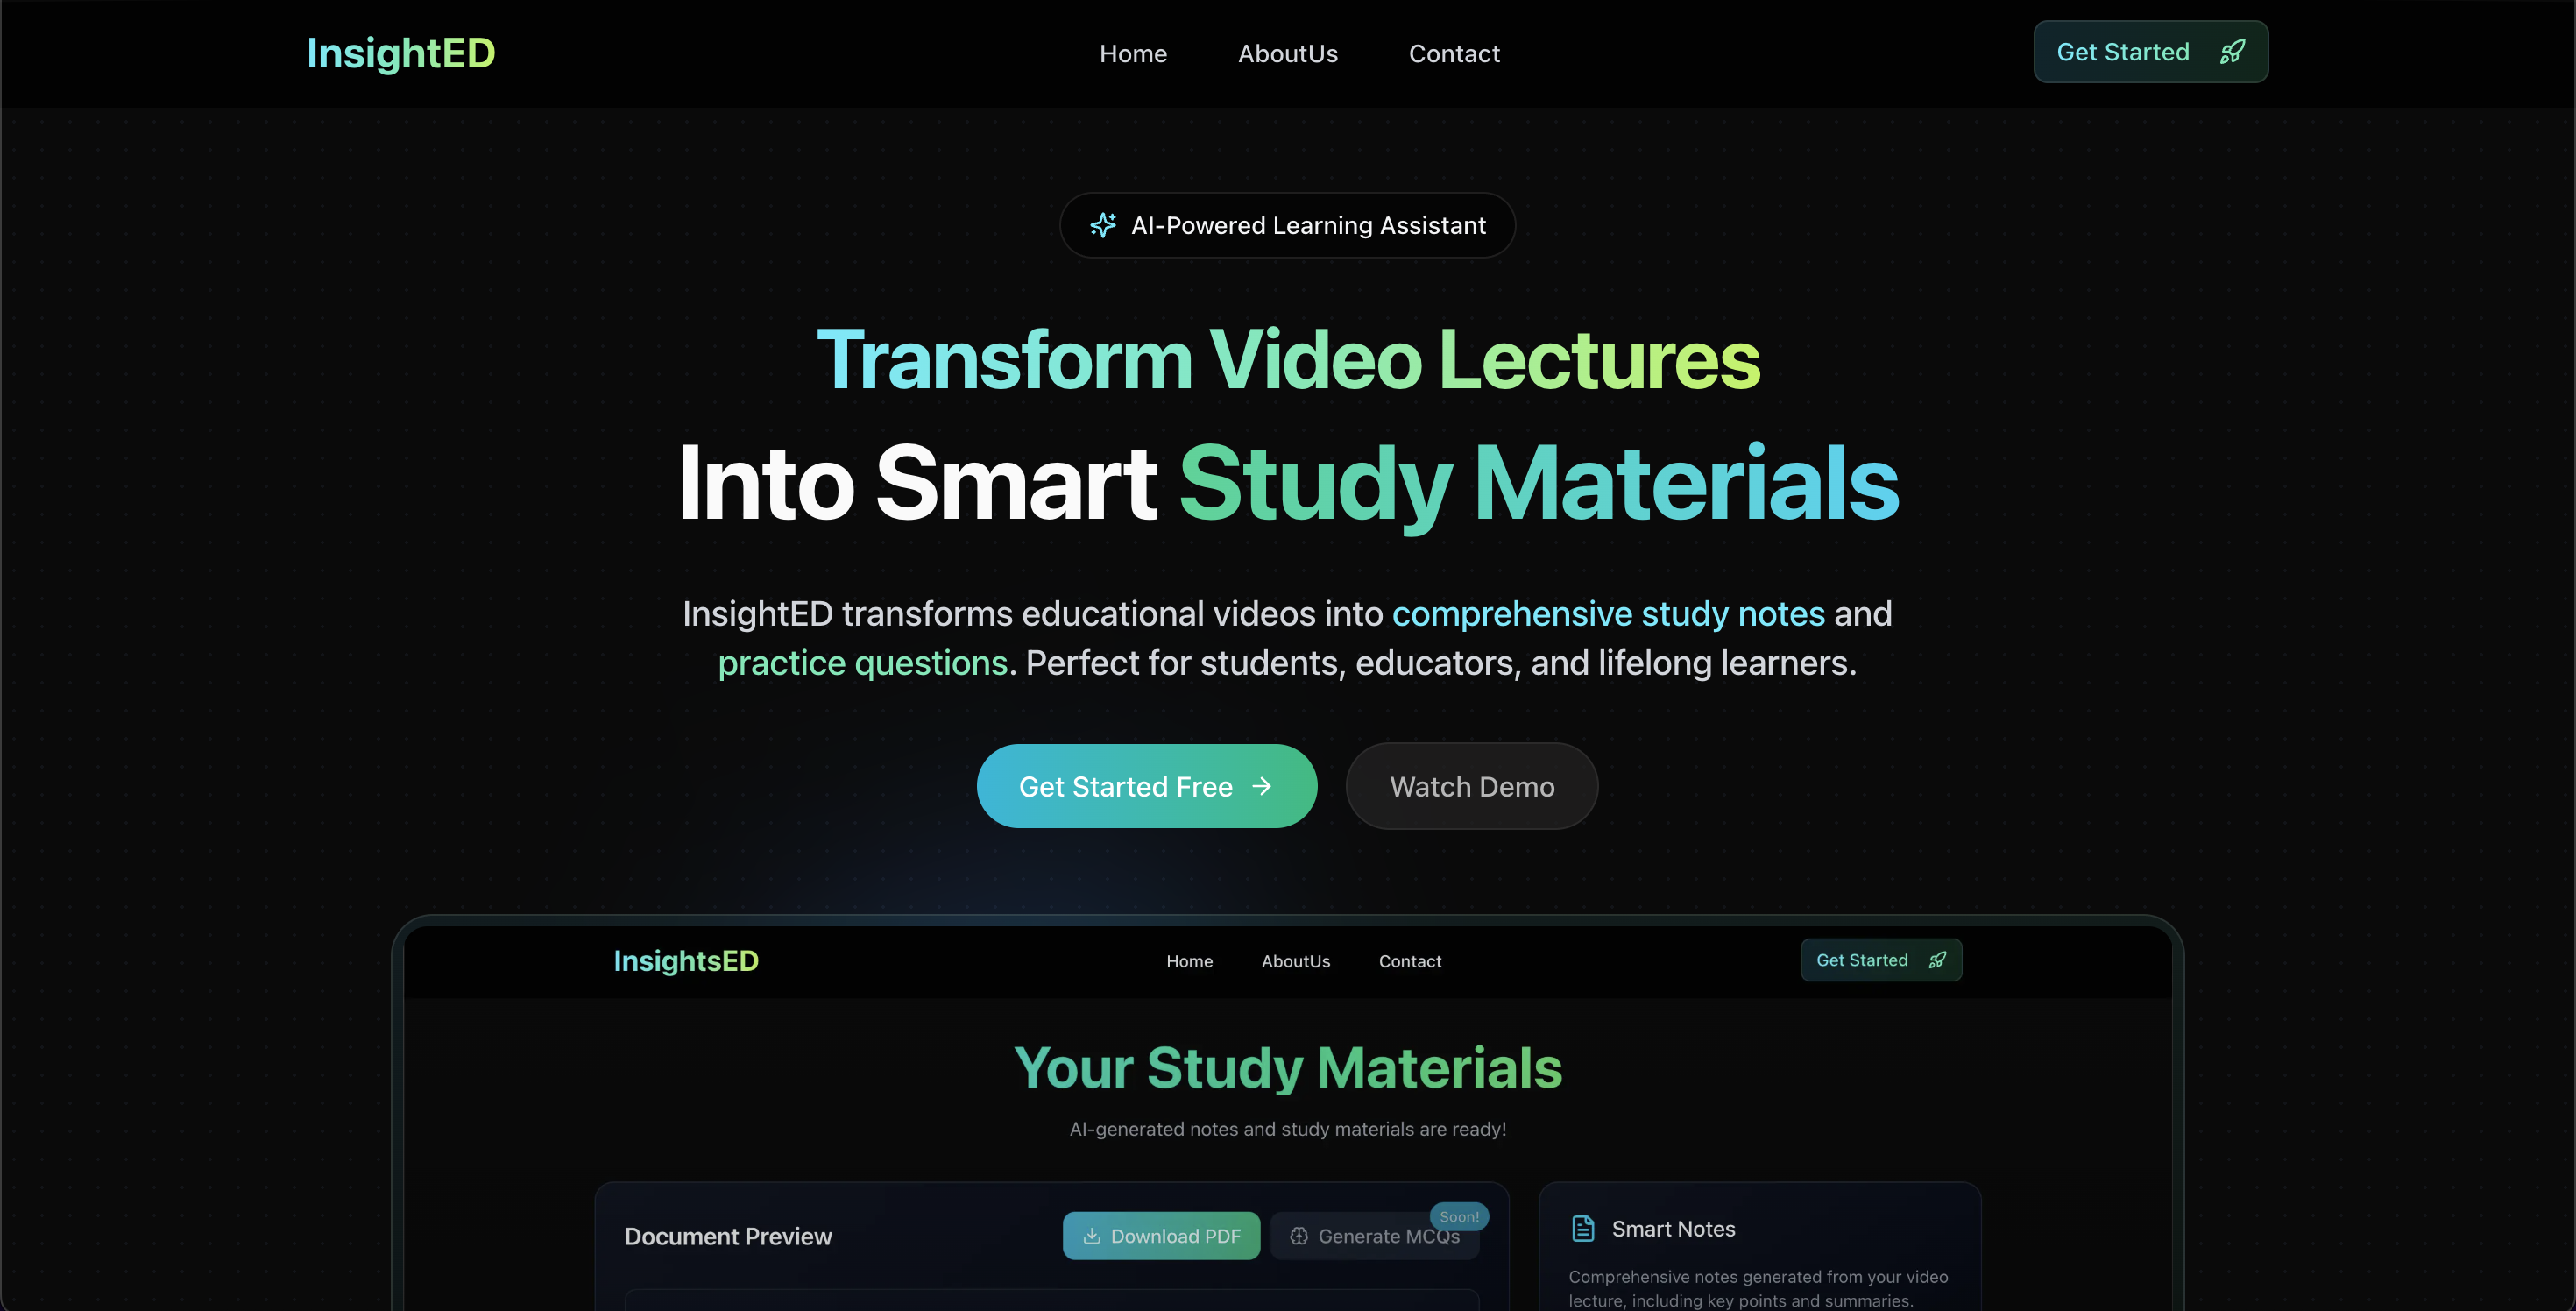 InsightED
Home AboutUs Contact
Get Started
AI-Powered Learning Assistant
Transform Video Lectures
Into Smart Study Materials
InsightED transforms educational videos into comprehensive study notes and
practice questions. Perfect for students, educators, and lifelong learners.
Get Started Free
Watch Demo
InsightsED
Home AboutUs Contact
Get Started
Your Study Materials
AI-generated notes and study materials are ready!
Document Preview
Download PDF
Generate MCQs
Soon!
Smart Notes
Comprehensive notes generated from your video
lecture, including key points and summaries.